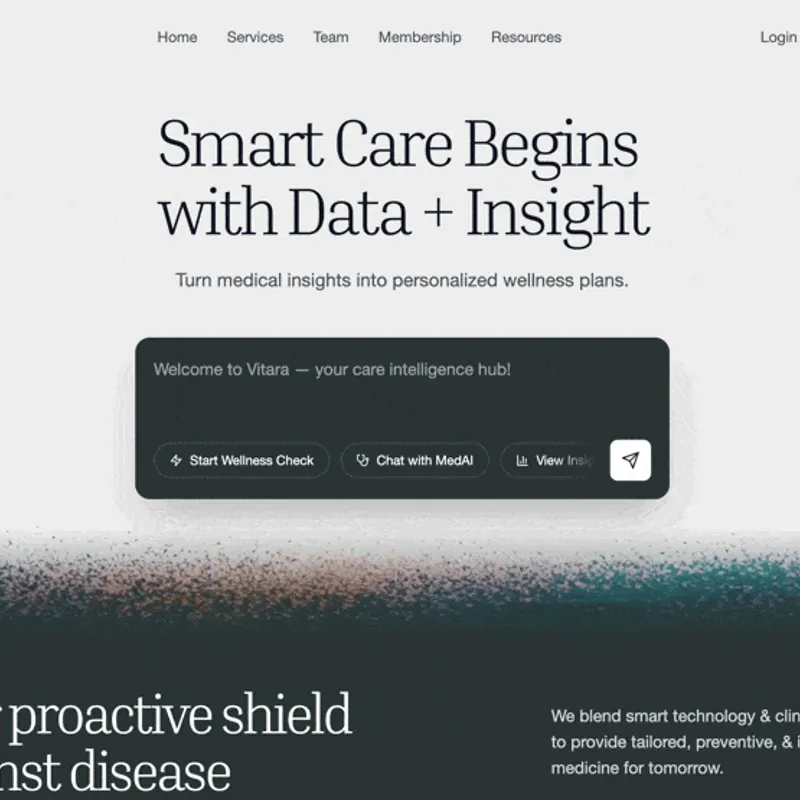 Home Services Team Membership Resources Login
Smart Care Begins
with Data + Insight
Turn medical insights into personalized wellness plans.
Welcome to Vitara — your care intelligence hub!
Start Wellness Check Chat with MedAI View
proactive shield
disease
We blend smart technology &
to provide tailored, preventive, &
medicine for tomorrow.